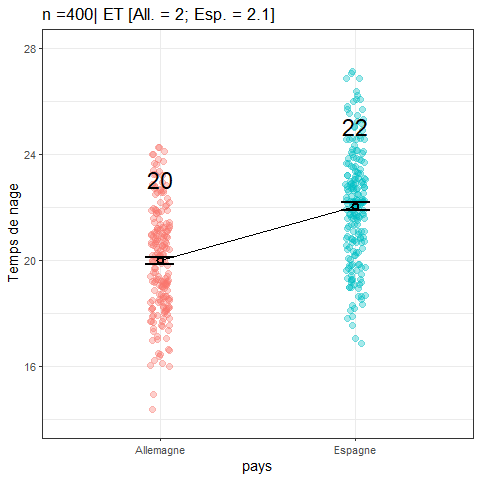 n =400| ET [All. = 2; Esp. = 2.1]
28
24
20
16
Temps de nage
20
22
Allemagne
Espagne
pays